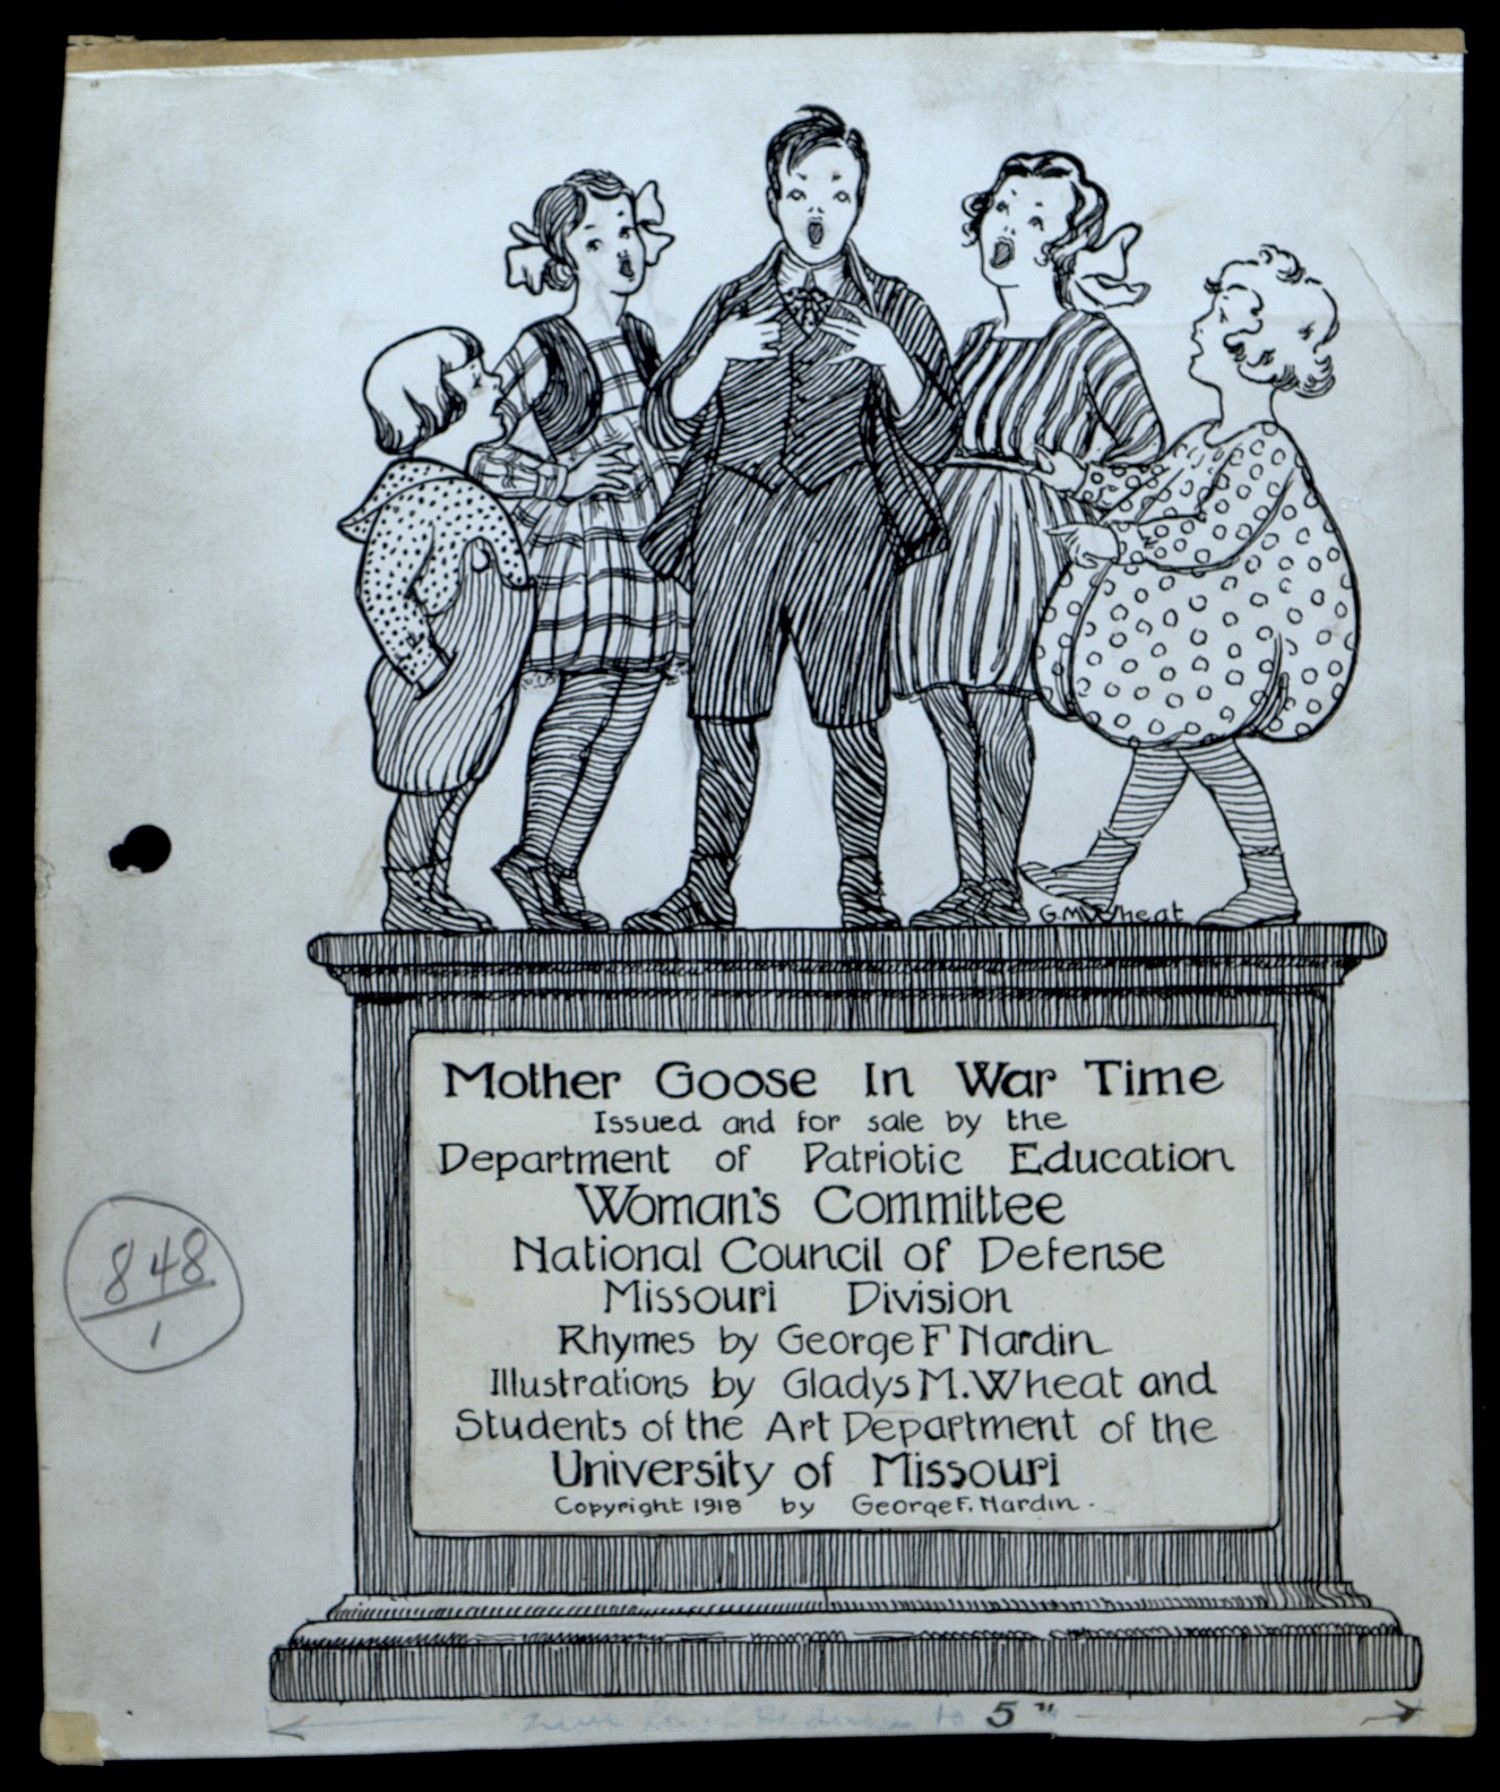 G.M.Wheat
Mother Goose In War Time
Issued and for sale by the
Department of Patriotic Education
Woman's Committee
National Council of Defense
Missouri Division
Rhymes by George F Nardin
Illustrations by Gladys M. Wheat and
Students of the Art Department of the
University of Missouri
Copyright 1918 by George F. Nardin.
848
1
to 5"